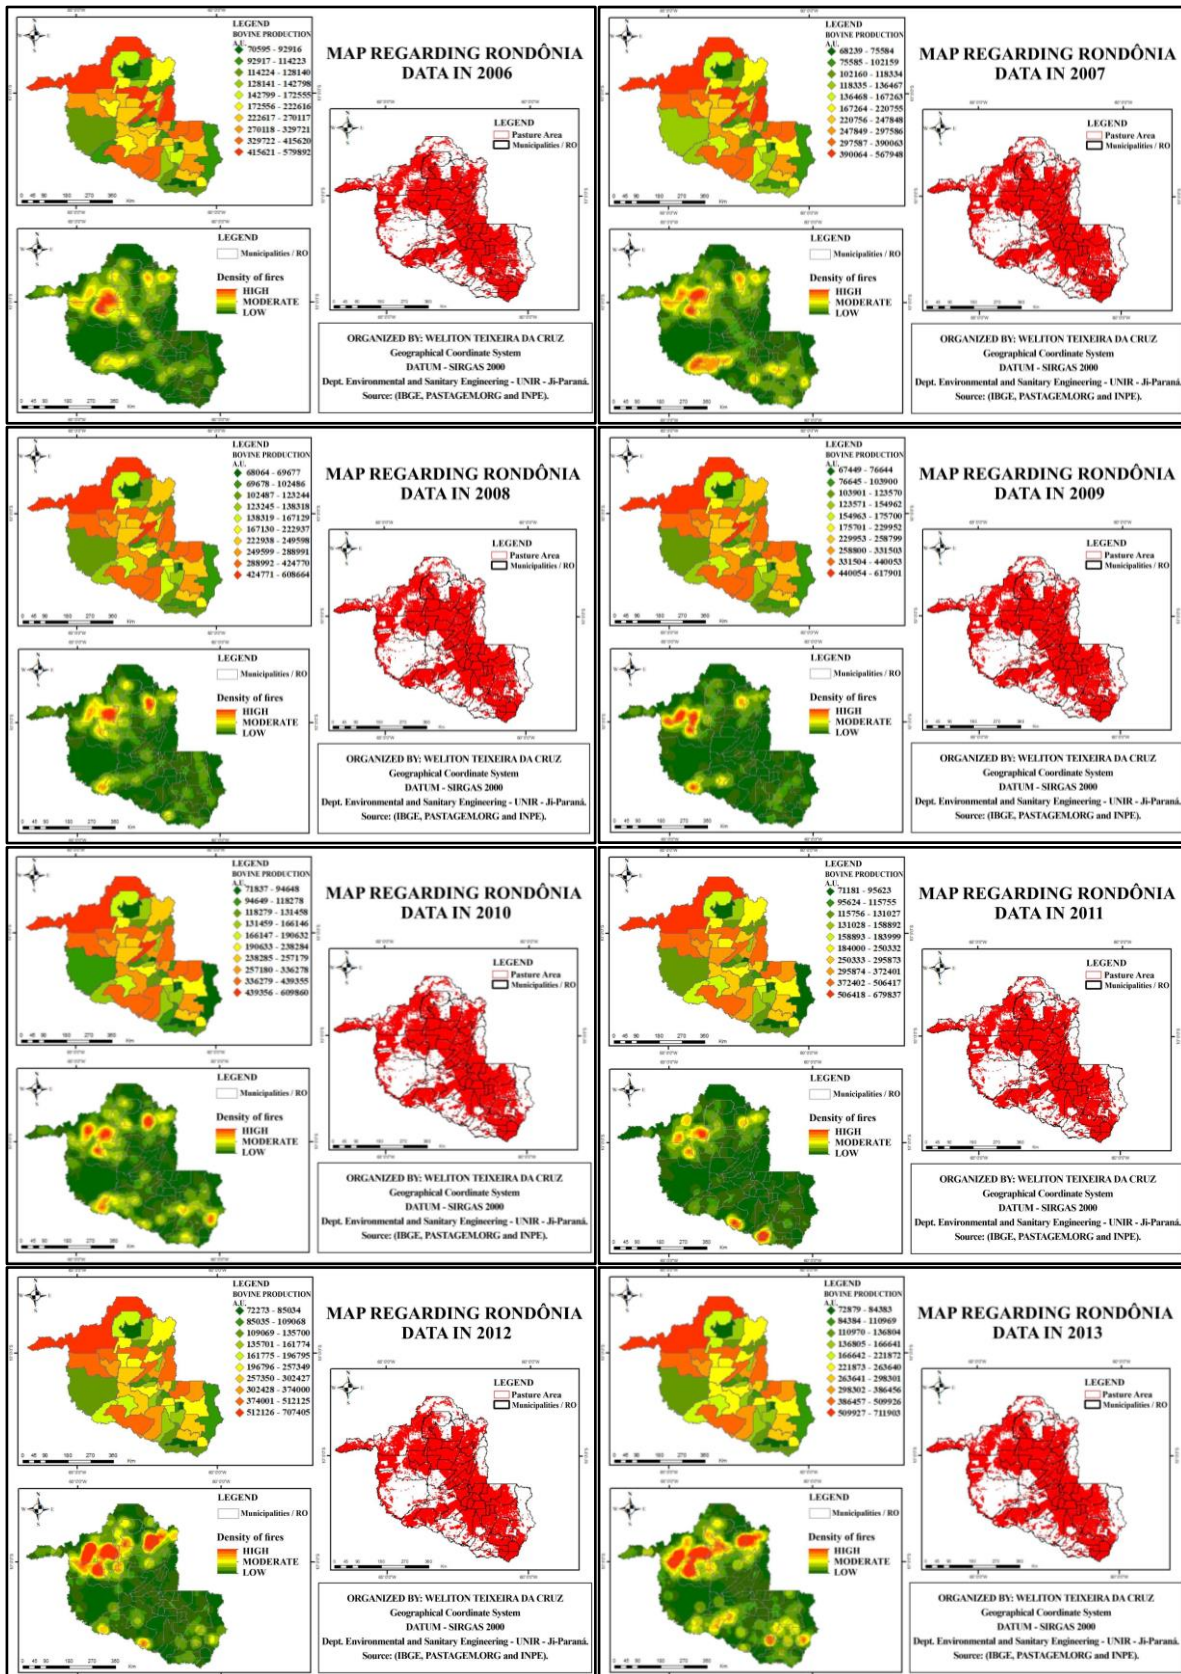 LEGEND
BOVINE PRODUCTION
A.U.
70595 - 92916
92917 - 114223
114224 - 128140
128141 - 142798
142799 - 172555
172556 - 222616
222617 - 270117
270118 - 329721
329722 - 415620
415621 - 579892
MAP REGARDING RONDÔNIA
DATA IN 2006
LEGEND
Pasture Area
Municipalities / RO
LEGEND
Municipalities / RO
Density of fires
HIGH
MODERATE
LOW
ORGANIZED BY: WELITON TEIXEIRA DA CRUZ
Geographical Coordinate System
DATUM - SIRGAS 2000
Dept. Environmental and Sanitary Engineering - UNIR - Ji-Paraná.
Source: (IBGE, PASTAGEM.ORG and INPE).
LEGEND
BOVINE PRODUCTION
A.U.
68239 - 75584
75585 - 102159
102160 - 118334
118335 - 136467
136468 - 167263
167264 - 220755
220756 - 247848
247849 - 297586
297587 - 390063
390064 - 567948
MAP REGARDING RONDÔNIA
DATA IN 2007
LEGEND
Pasture Area
Municipalities / RO
LEGEND
Municipalities / RO
Density of fires
HIGH
MODERATE
LOW
ORGANIZED BY: WELITON TEIXEIRA DA CRUZ
Geographical Coordinate System
DATUM - SIRGAS 2000
Dept. Environmental and Sanitary Engineering - UNIR - Ji-Paraná.
Source: (IBGE, PASTAGEM.ORG and INPE).
LEGEND
BOVINE PRODUCTION
A.U.
68064 - 69677
69678 - 102486
102487 - 123244
123245 - 138318
138319 - 167129
167130 - 222937
222938 - 249598
249599 - 288991
288992 - 424770
424771 - 608664
MAP REGARDING RONDÔNIA
DATA IN 2008
LEGEND
Pasture Area
Municipalities / RO
LEGEND
Municipalities / RO
Density of fires
HIGH
MODERATE
LOW
ORGANIZED BY: WELITON TEIXEIRA DA CRUZ
Geographical Coordinate System
DATUM - SIRGAS 2000
Dept. Environmental and Sanitary Engineering - UNIR - Ji-Paraná.
Source: (IBGE, PASTAGEM.ORG and INPE).
LEGEND
BOVINE PRODUCTION
A.U.
67449 - 76644
76645 - 103900
103901 - 123570
123571 - 154962
154963 - 175700
175701 - 229952
229953 - 258799
258800 - 331503
331504 - 440053
440054 - 617901
MAP REGARDING RONDÔNIA
DATA IN 2009
LEGEND
Pasture Area
Municipalities / RO
LEGEND
Municipalities / RO
Density of fires
HIGH
MODERATE
LOW
ORGANIZED BY: WELITON TEIXEIRA DA CRUZ
Geographical Coordinate System
DATUM - SIRGAS 2000
Dept. Environmental and Sanitary Engineering - UNIR - Ji-Paraná.
Source: (IBGE, PASTAGEM.ORG and INPE).
LEGEND
BOVINE PRODUCTION
A.U.
71837 - 94648
94649 - 118278
118279 - 131458
131459 - 166146
166147 - 190632
190633 - 238284
238285 - 257179
257180 - 336278
336279 - 439355
439356 - 609860
MAP REGARDING RONDÔNIA
DATA IN 2010
LEGEND
Pasture Area
Municipalities / RO
LEGEND
Municipalities / RO
Density of fires
HIGH
MODERATE
LOW
ORGANIZED BY: WELITON TEIXEIRA DA CRUZ
Geographical Coordinate System
DATUM - SIRGAS 2000
Dept. Environmental and Sanitary Engineering - UNIR - Ji-Paraná.
Source: (IBGE, PASTAGEM.ORG and INPE).
LEGEND
BOVINE PRODUCTION
A.U.
71181 - 95623
95624 - 115755
115756 - 131027
131028 - 158892
158893 - 183999
184000 - 250332
250333 - 295873
295874 - 372401
372402 - 506417
506418 - 679837
MAP REGARDING RONDÔNIA
DATA IN 2011
LEGEND
Pasture Area
Municipalities / RO
LEGEND
Municipalities / RO
Density of fires
HIGH
MODERATE
LOW
ORGANIZED BY: WELITON TEIXEIRA DA CRUZ
Geographical Coordinate System
DATUM - SIRGAS 2000
Dept. Environmental and Sanitary Engineering - UNIR - Ji-Paraná.
Source: (IBGE, PASTAGEM.ORG and INPE).
LEGEND
BOVINE PRODUCTION
A.U.
72273 - 85034
85035 - 109068
109069 - 135700
135701 - 161774
161775 - 196795
196796 - 257349
257350 - 302427
302428 - 374000
374001 - 512125
512126 - 707405
MAP REGARDING RONDÔNIA
DATA IN 2012
LEGEND
Pasture Area
Municipalities / RO
LEGEND
Municipalities / RO
Density of fires
HIGH
MODERATE
LOW
ORGANIZED BY: WELITON TEIXEIRA DA CRUZ
Geographical Coordinate System
DATUM - SIRGAS 2000
Dept. Environmental and Sanitary Engineering - UNIR - Ji-Paraná.
Source: (IBGE, PASTAGEM.ORG and INPE).
LEGEND
BOVINE PRODUCTION
A.U.
72879 - 84383
84384 - 110969
110970 - 136804
136805 - 166641
166642 - 221872
221873 - 263640
263641 - 298301
298302 - 386456
386457 - 509926
509927 - 711903
MAP REGARDING RONDÔNIA
DATA IN 2013
LEGEND
Pasture Area
Municipalities / RO
LEGEND
Municipalities / RO
Density of fires
HIGH
MODERATE
LOW
ORGANIZED BY: WELITON TEIXEIRA DA CRUZ
Geographical Coordinate System
DATUM - SIRGAS 2000
Dept. Environmental and Sanitary Engineering - UNIR - Ji-Paraná.
Source: (IBGE, PASTAGEM.ORG and INPE).